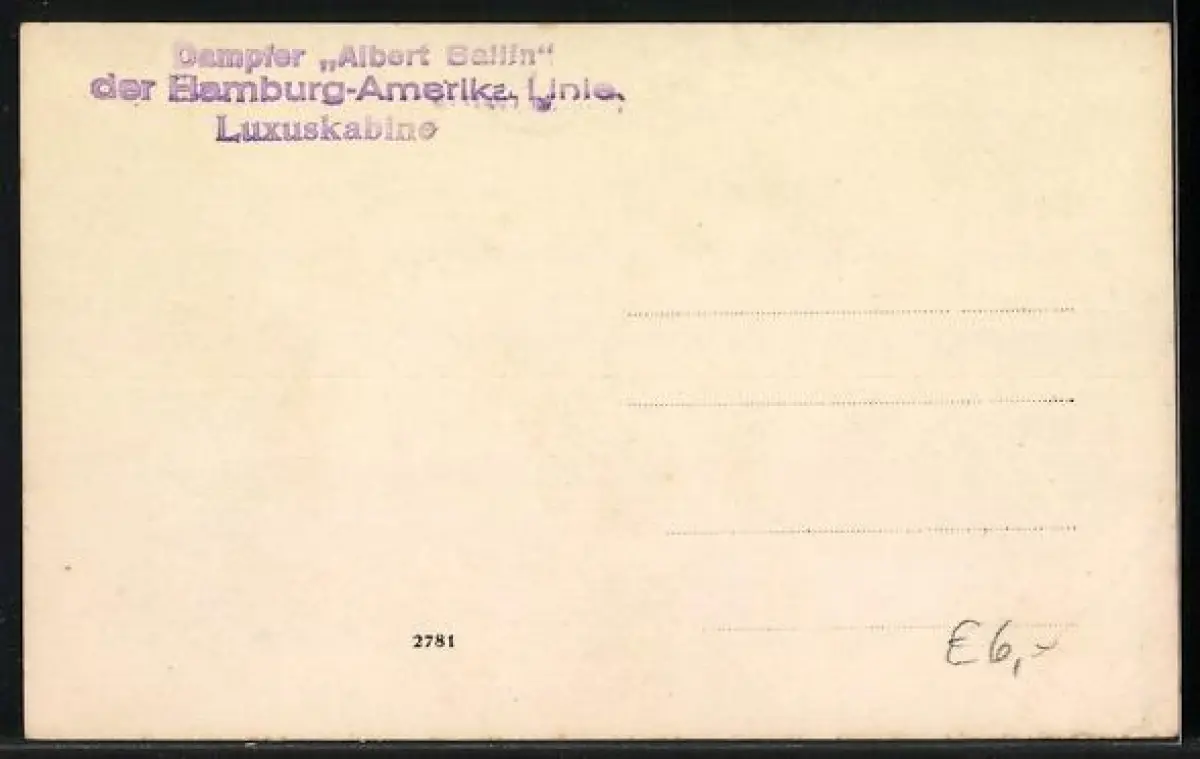 Dampfer „Albert Ballin“
der Hamburg-Amerika Linie.
Luxuskabine
2781
E6,-